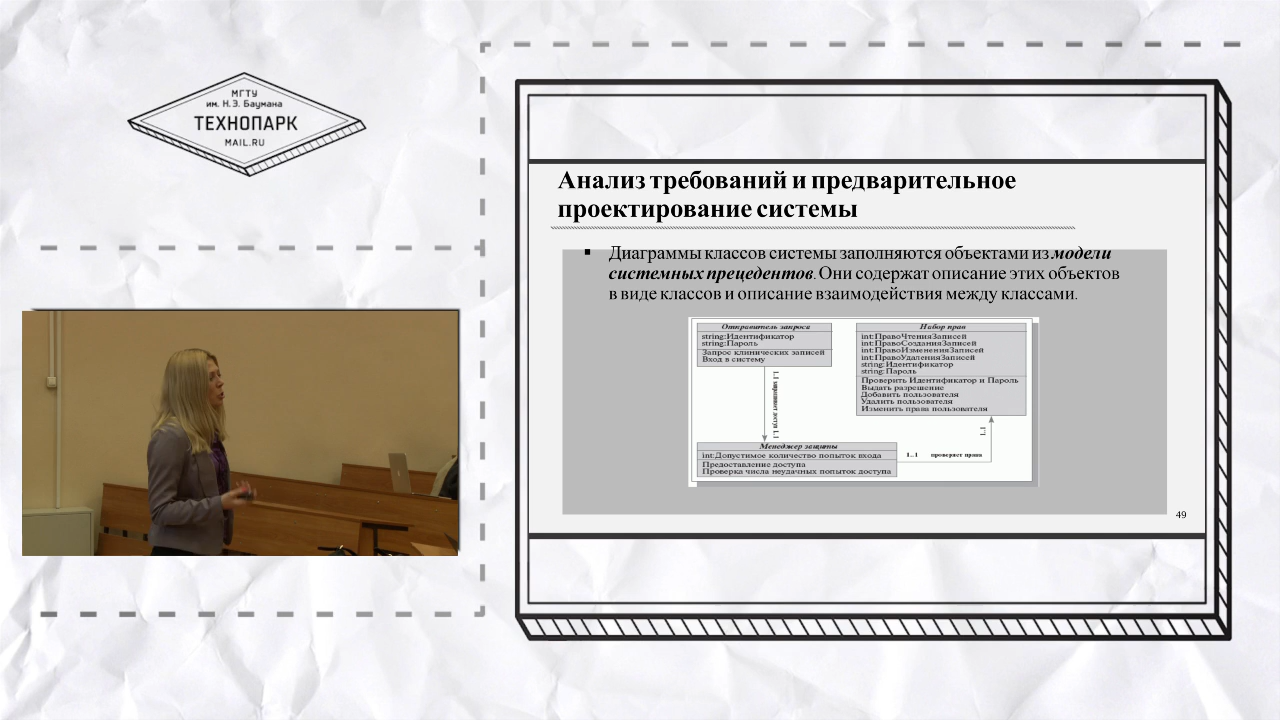 МГТУ
им. Н.Э. Баумана
ТЕХНОПАРК
MAIL.RU
Анализ требований и предварительное
проектирование системы
Диаграммы классов системы заполняются объектами из модели
системных прецедентов. Они содержат описание этих объектов
в виде классов и описание взаимодействия между классами.
Отправитель запроса
string:Идентификатор
string:Пароль
Запрос клинических записей
Вход в систему
Набор прав
int:ПравоЧтенияЗаписей
int:ПравоСозданияЗаписей
int:ПравоИзмененияЗаписей
int:ПравоУдаленияЗаписей
string:Идентификатор
string:Пароль
Проверить Идентификатор и Пароль
Выдать разрешение
Добавить пользователя
Удалить пользователя
Изменить права пользователя
Менеджер защиты
int:Допустимое количество попыток входа
Предоставление доступа
Проверка числа неудачных попыток доступа
1..1 проверяет права
49